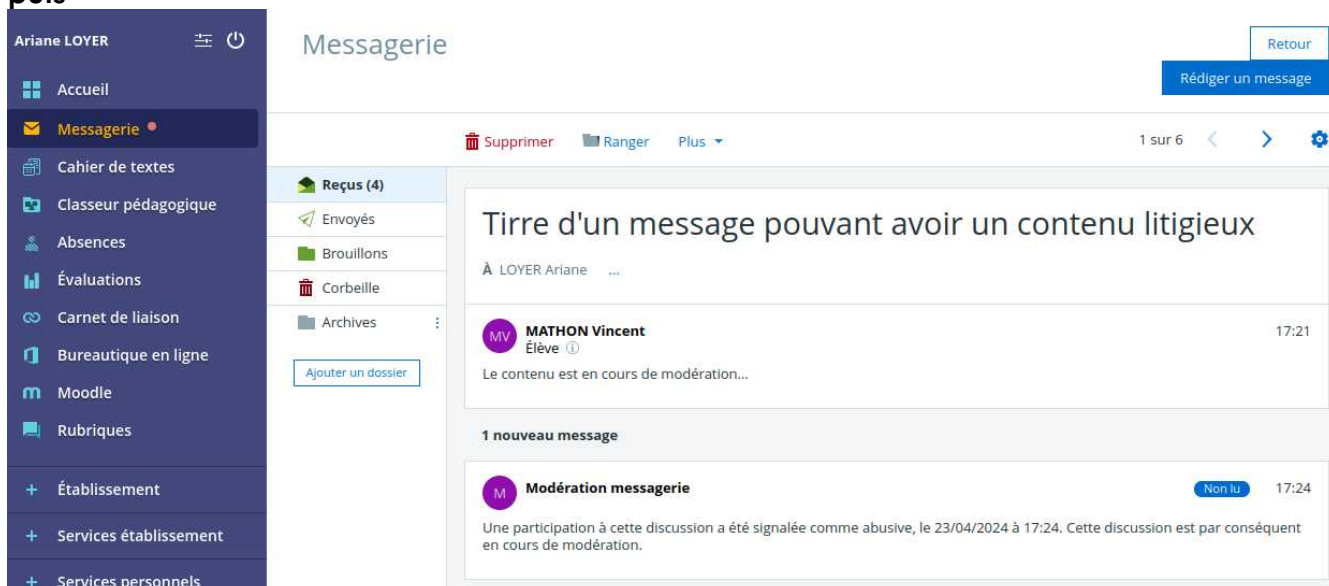 puis
Ariane LOYER
Accueil
Messagerie
Cahier de textes
Classeur pédagogique
Absences
Évaluations
Carnet de liaison
Bureautique en ligne
Moodle
Rubriques
+ Établissement
+ Services établissement
+ Services personnels
Messagerie
Retour
Rédiger un message
Supprimer Ranger Plus
1 sur 6
Reçus (4)
Envoyés
Brouillons
Corbeille
Archives
Ajouter un dossier
Tirre d'un message pouvant avoir un contenu litigieux
À LOYER Ariane ...
MV MATHON Vincent 17:21
Élève
Le contenu est en cours de modération...
1 nouveau message
M Modération messagerie Non lu 17:24
Une participation à cette discussion a été signalée comme abusive, le 23/04/2024 à 17:24. Cette discussion est par conséquent
en cours de modération.